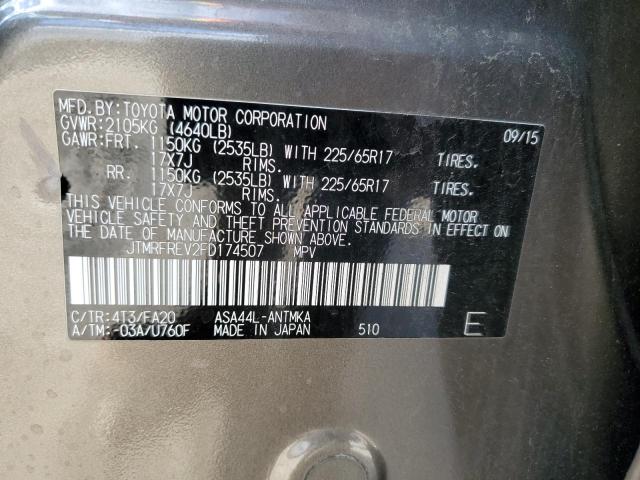 MFD.BY:TOYOTA MOTOR CORPORATION 09/15
GVWR:2105KG (4640LB)
GAWR:FRT. 1150KG (2535LB) WITH 225/65R17 TIRES.
17X7J RIMS.
RR. 1150KG (2535LB) WITH 225/65R17 TIRES.
17X7J RIMS.
THIS VEHICLE CONFORMS TO ALL APPLICABLE FEDERAL MOTOR
VEHICLE SAFETY AND THEFT PREVENTION STANDARDS IN EFFECT ON
THE DATE OF MANUFACTURE SHOWN ABOVE.
JTMRFREV2FD174507 MPV
C/TR:4T3/FA20 ASA44L-ANTMKA
A/TM:-03A/U760F MADE IN JAPAN 510 E